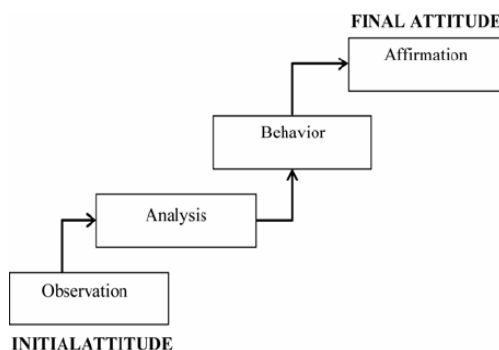 FINAL ATTITUDE
Affirmation
Behavior
Analysis
Observation
INITIALATTITUDE